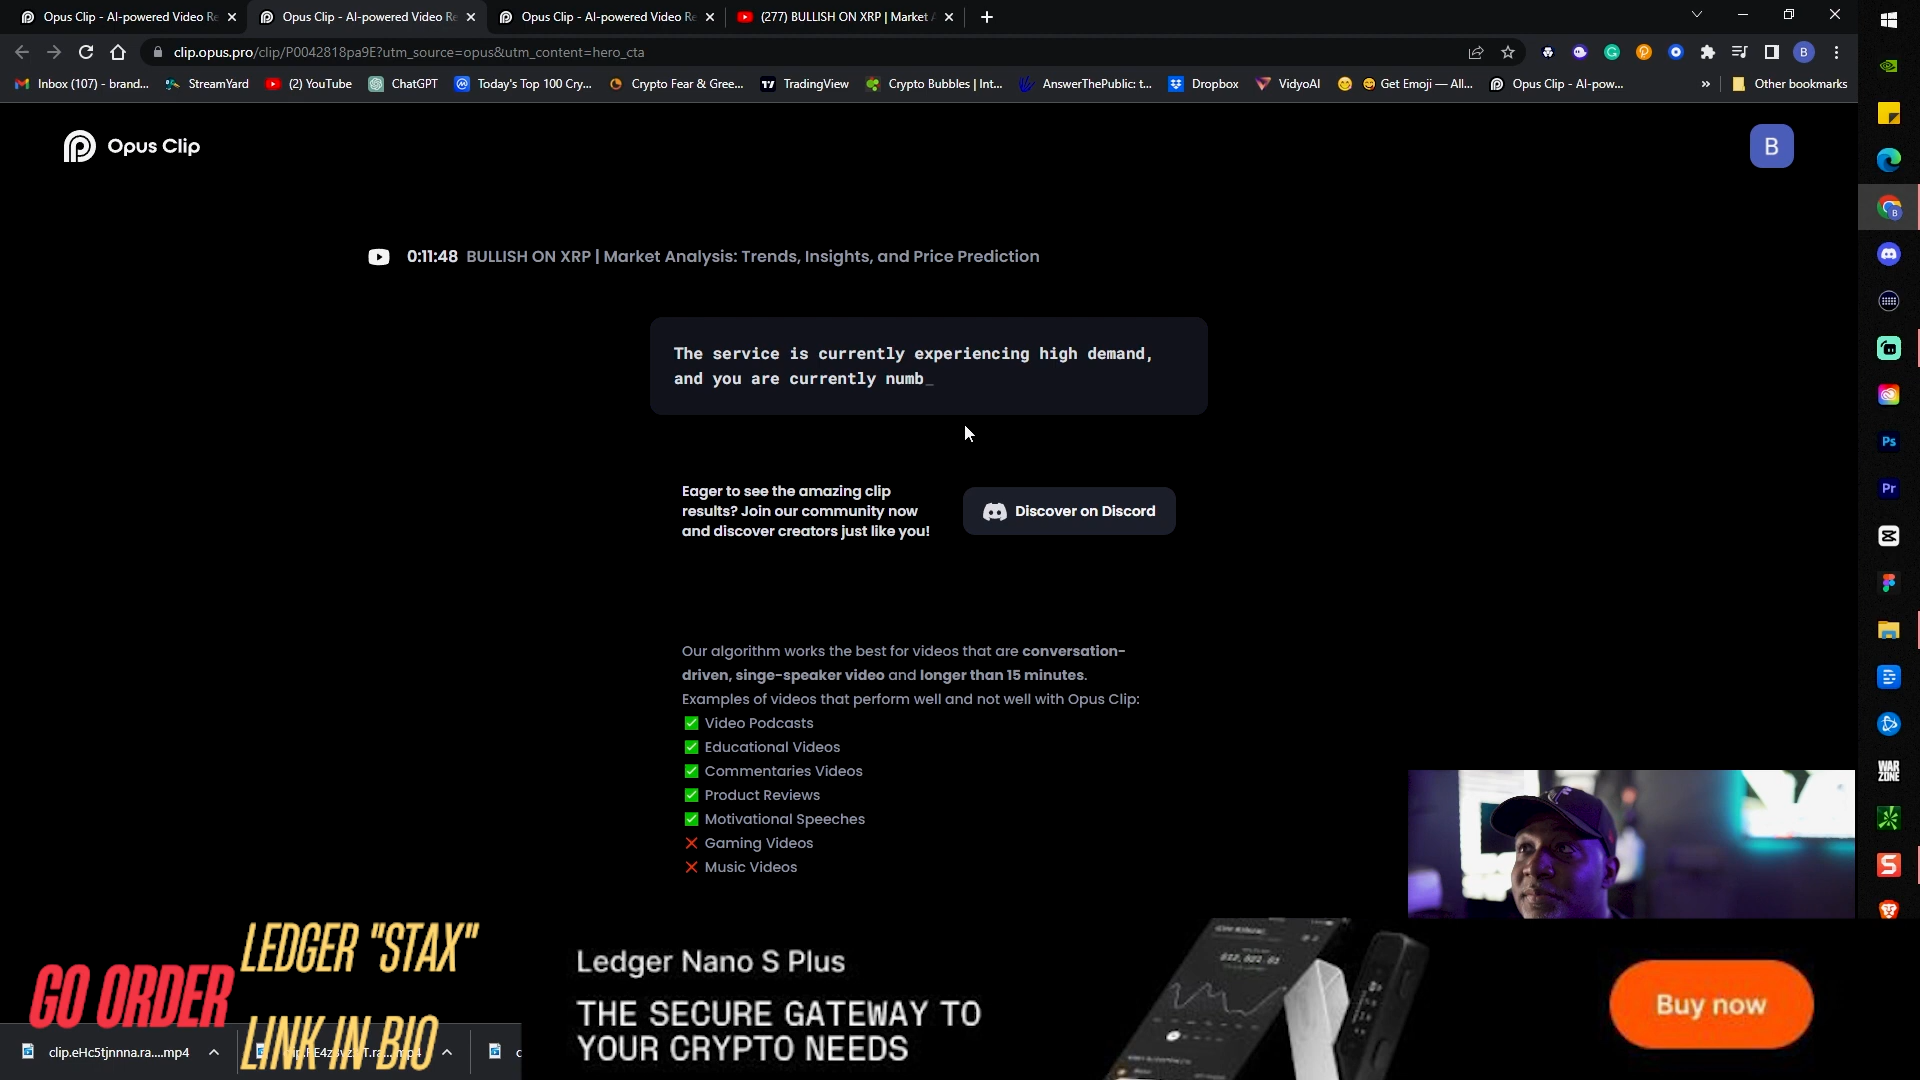 Opus Clip - AI-powered Video Re
Opus Clip - AI-powered Video Re
Opus Clip - AI-powered Video Re
(277) BULLISH ON XRP | Market A
clip.opus.pro/clip/P0042818pa9E?utm_source=opus&utm_content=hero_cta
B
Inbox (107) - brand...
StreamYard
(2) YouTube
ChatGPT
Today's Top 100 Cry...
Crypto Fear & Gree...
TradingView
Crypto Bubbles | Int...
AnswerThePublic: t...
Dropbox
VidyoAI
Get Emoji — All...
Opus Clip - AI-pow...
»
Other bookmarks
Opus Clip
B
0:11:48 BULLISH ON XRP | Market Analysis: Trends, Insights, and Price Prediction
The service is currently experiencing high demand,
and you are currently numb_
Eager to see the amazing clip
results? Join our community now
and discover creators just like you!
Discover on Discord
Our algorithm works the best for videos that are conversation-
driven, singe-speaker video and longer than 15 minutes.
Examples of videos that perform well and not well with Opus Clip:
✅ Video Podcasts
✅ Educational Videos
✅ Commentaries Videos
✅ Product Reviews
✅ Motivational Speeches
❌ Gaming Videos
❌ Music Videos
Ps
Pr
WAR
ZONE
GO ORDER
LEDGER "STAX"
LINK IN BIO
clip.eHc5tjnnna.ra....mp4
Ledger Nano S Plus
THE SECURE GATEWAY TO
YOUR CRYPTO NEEDS
Buy now